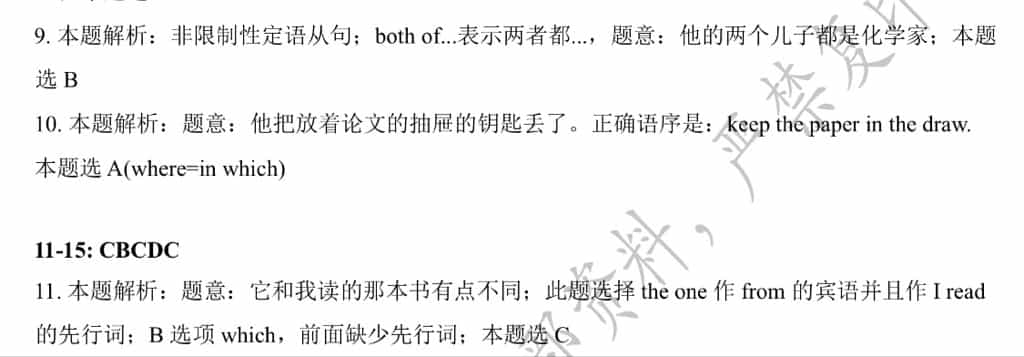 9. 本题解析：非限制性定语从句；both of...表示两者都...，题意：他的两个儿子都是化学家；本题
选 B
10. 本题解析：题意：他把放着论文的抽屉的钥匙丢了。正确语序是：keep the paper in the draw.
本题选 A(where=in which)
11-15: CBCDC
11. 本题解析：题意：它和我读的那本书有点不同；此题选择 the one 作 from 的宾语并且作 I read
的先行词；B 选项 which，前面缺少先行词；本题选 C
部资料，严禁复印